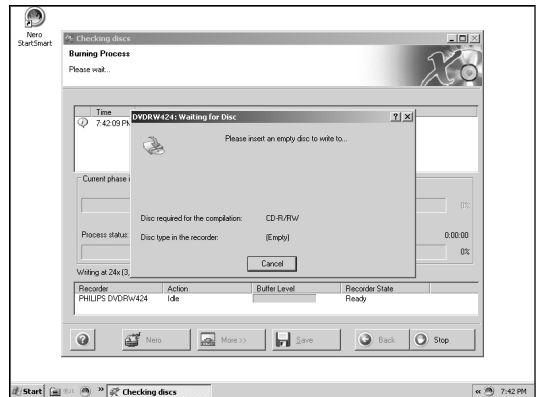 Nero
StartSmart
Checking discs
Burning Process
Please wait...
Time
7:42:09 PM
DVDRW424: Waiting for Disc
Please insert an empty disc to write to...
Disc required for the compilation: CD-R/RW
Disc type in the recorder: (Empty)
Cancel
Current phase
0%
Process status:
0:00:00
0%
Writing at 24x (3,
Recorder Action Buffer Level Recorder State
PHILIPS DVDRW424 Idle Ready
Nero More >> Save Back Stop
Start Checking discs 7:42 PM